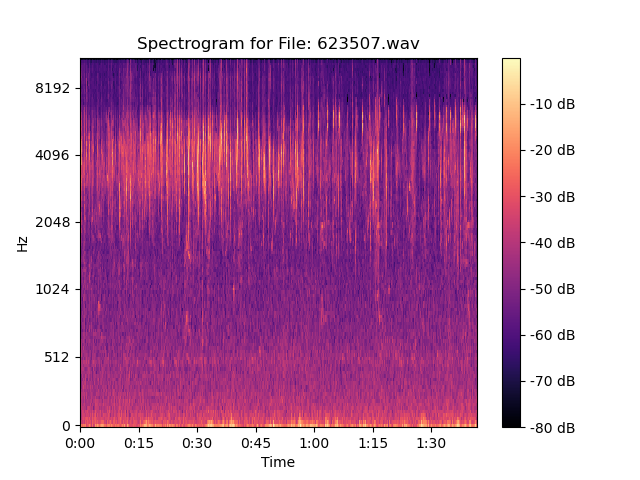 Spectrogram for File: 623507.wav
8192
4096
2048
1024
512
0
Hz
0:00
0:15
0:30
0:45
1:00
1:15
1:30
Time
-10 dB
-20 dB
-30 dB
-40 dB
-50 dB
-60 dB
-70 dB
-80 dB